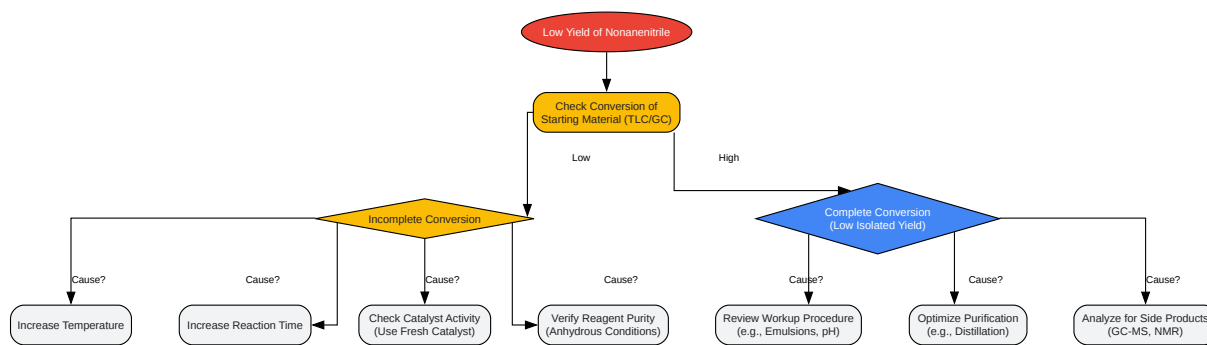 Low Yield of Nonanenitrile
Check Conversion of
Starting Material (TLC/GC)
Low
High
Incomplete Conversion
Complete Conversion
(Low Isolated Yield)
Cause?
Cause?
Cause?
Cause?
Cause?
Cause?
Cause?
Increase Temperature
Increase Reaction Time
Check Catalyst Activity
(Use Fresh Catalyst)
Verify Reagent Purity
(Anhydrous Conditions)
Review Workup Procedure
(e.g., Emulsions, pH)
Optimize Purification
(e.g., Distillation)
Analyze for Side Products
(GC-MS, NMR)